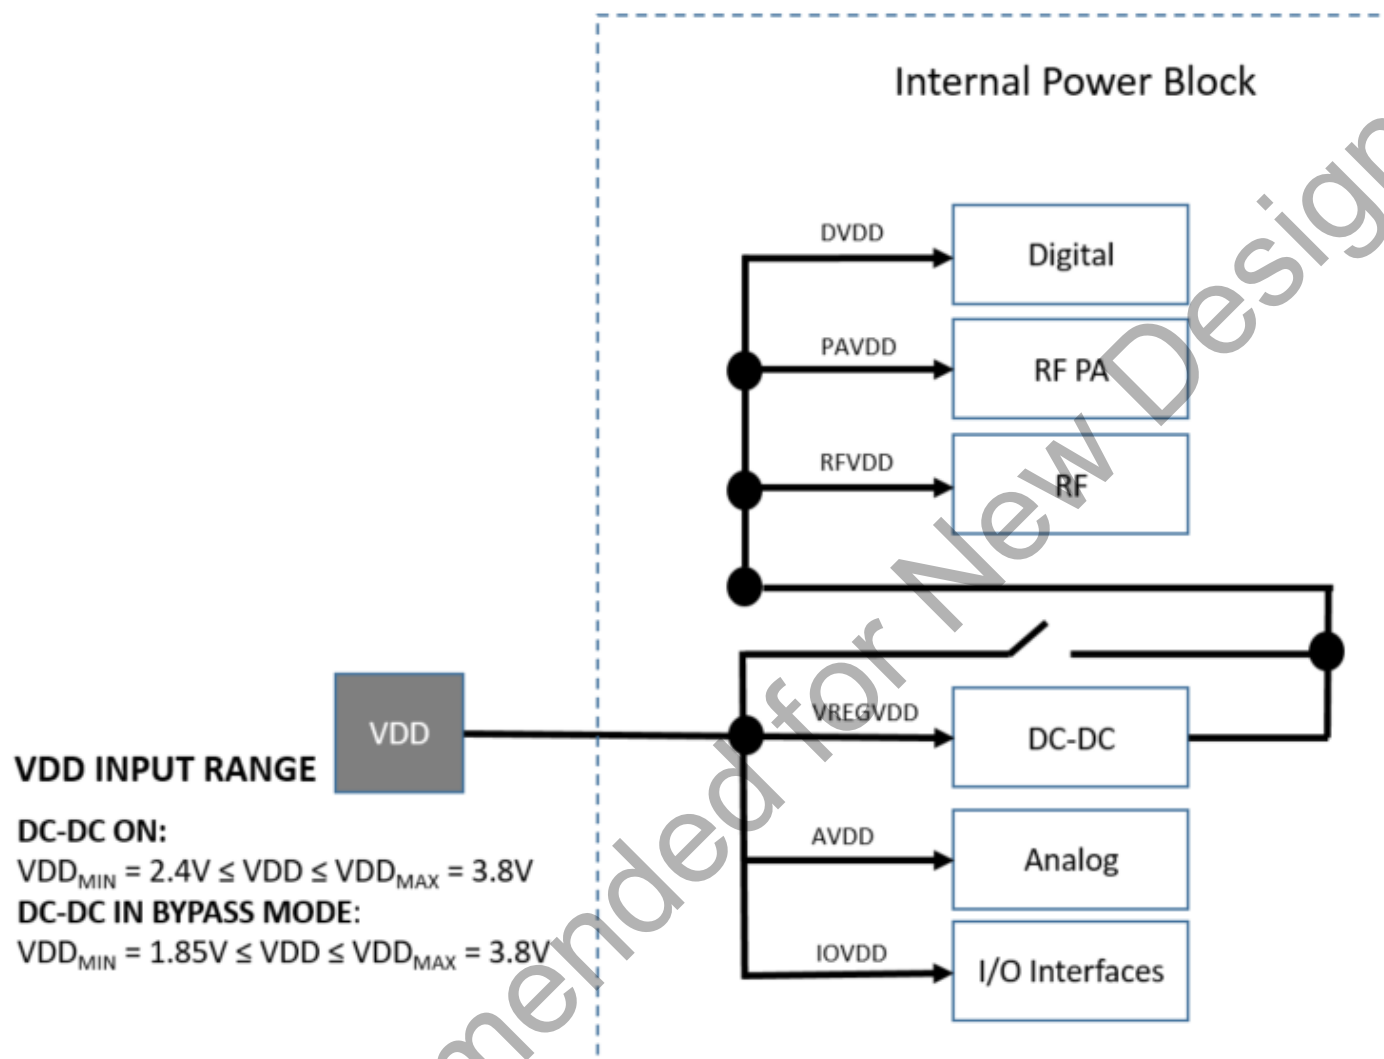 Internal Power Block
DVDD
Digital
PAVDD
RF PA
RFVDD
RF
VDD
VREGVDD
DC-DC
VDD INPUT RANGE
DC-DC ON:
VDDMIN = 2.4V ≤ VDD ≤ VDDMAX = 3.8V
DC-DC IN BYPASS MODE:
VDDMIN = 1.85V ≤ VDD ≤ VDDMAX = 3.8V
AVDD
Analog
IOVDD
I/O Interfaces
mended for New Design